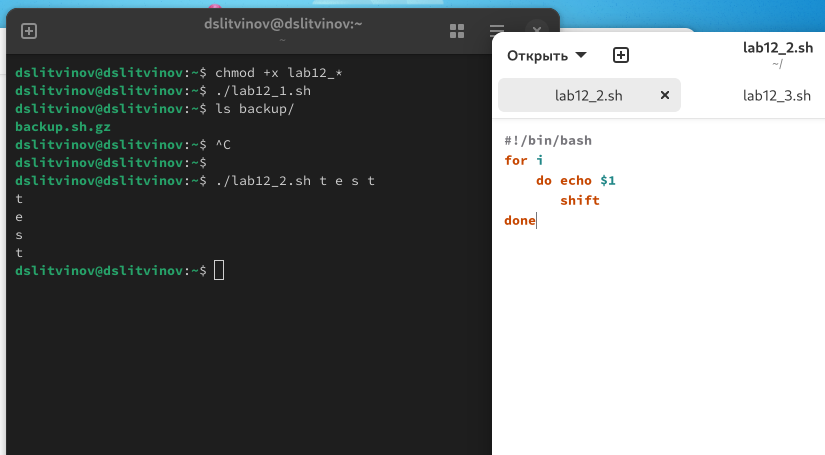 dslitvinov@dslitvinov:~
~
dslitvinov@dslitvinov:~$ chmod +x lab12_*
dslitvinov@dslitvinov:~$ ./lab12_1.sh
dslitvinov@dslitvinov:~$ ls backup/
backup.sh.gz
dslitvinov@dslitvinov:~$ ^C
dslitvinov@dslitvinov:~$
dslitvinov@dslitvinov:~$ ./lab12_2.sh t e s t
t
e
s
t
dslitvinov@dslitvinov:~$
Открыть
lab12_2.sh
~/
lab12_2.sh
lab12_3.sh
#!/bin/bash
for i
    do echo $1
       shift
done